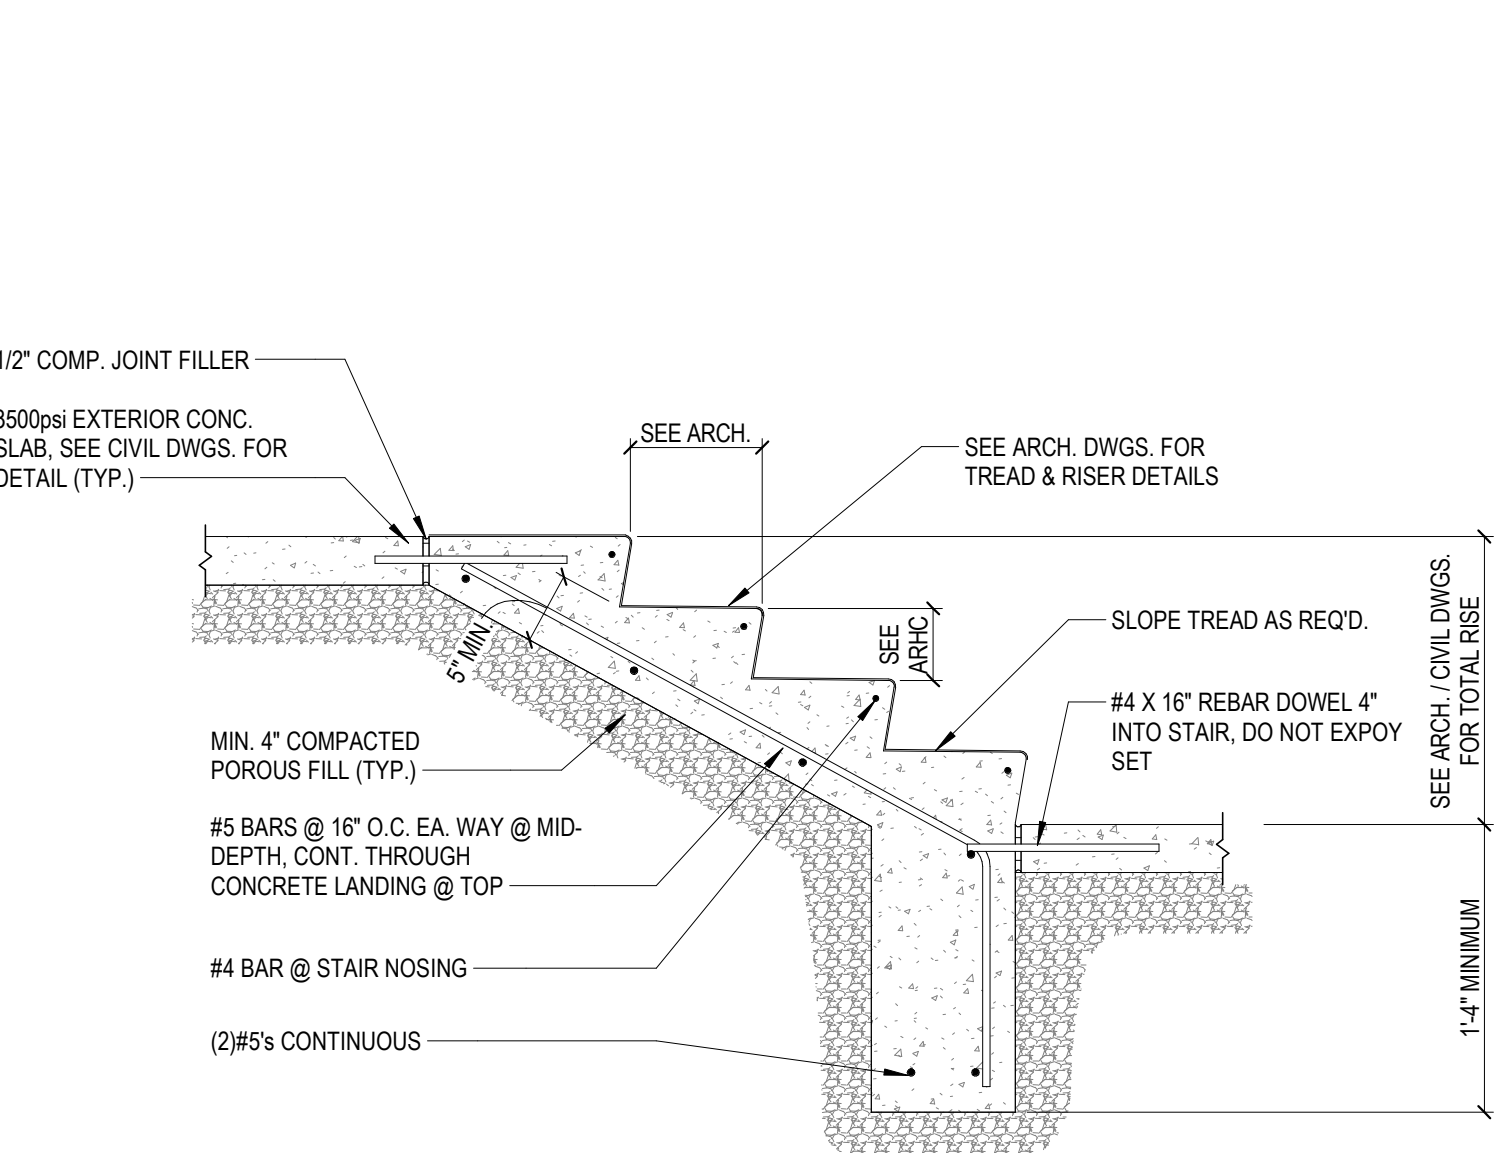 1/2" COMP. JOINT FILLER
3500psi EXTERIOR CONC.
SLAB, SEE CIVIL DWGS. FOR
DETAIL (TYP.)
SEE ARCH.
SEE ARCH. DWGS. FOR
TREAD & RISER DETAILS
5" MIN.
SEE
ARHC
SLOPE TREAD AS REQ'D.
#4 X 16" REBAR DOWEL 4"
INTO STAIR, DO NOT EXPOY
SET
SEE ARCH. / CIVIL DWGS.
FOR TOTAL RISE
1'-4" MINIMUM
MIN. 4" COMPACTED
POROUS FILL (TYP.)
#5 BARS @ 16" O.C. EA. WAY @ MID-
DEPTH, CONT. THROUGH
CONCRETE LANDING @ TOP
#4 BAR @ STAIR NOSING
(2)#5's CONTINUOUS